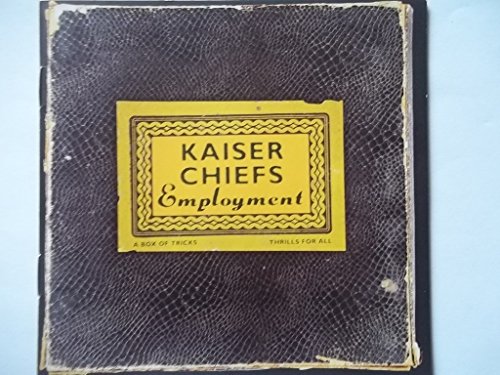 KAISER
CHIEFS
Employment
A BOX OF TRICKS THRILLS FOR ALL